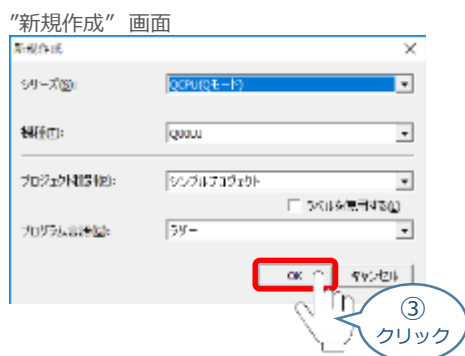 "新規作成" 画面
新規作成
シリーズ(S):
QCPU(Qモード)
機種(T):
Q00UJ
プロジェクト種別(P):
シンプルプロジェクト
ラベルを使用する(L)
プログラム言語(G):
ラダー
OK
キャンセル
③
クリック